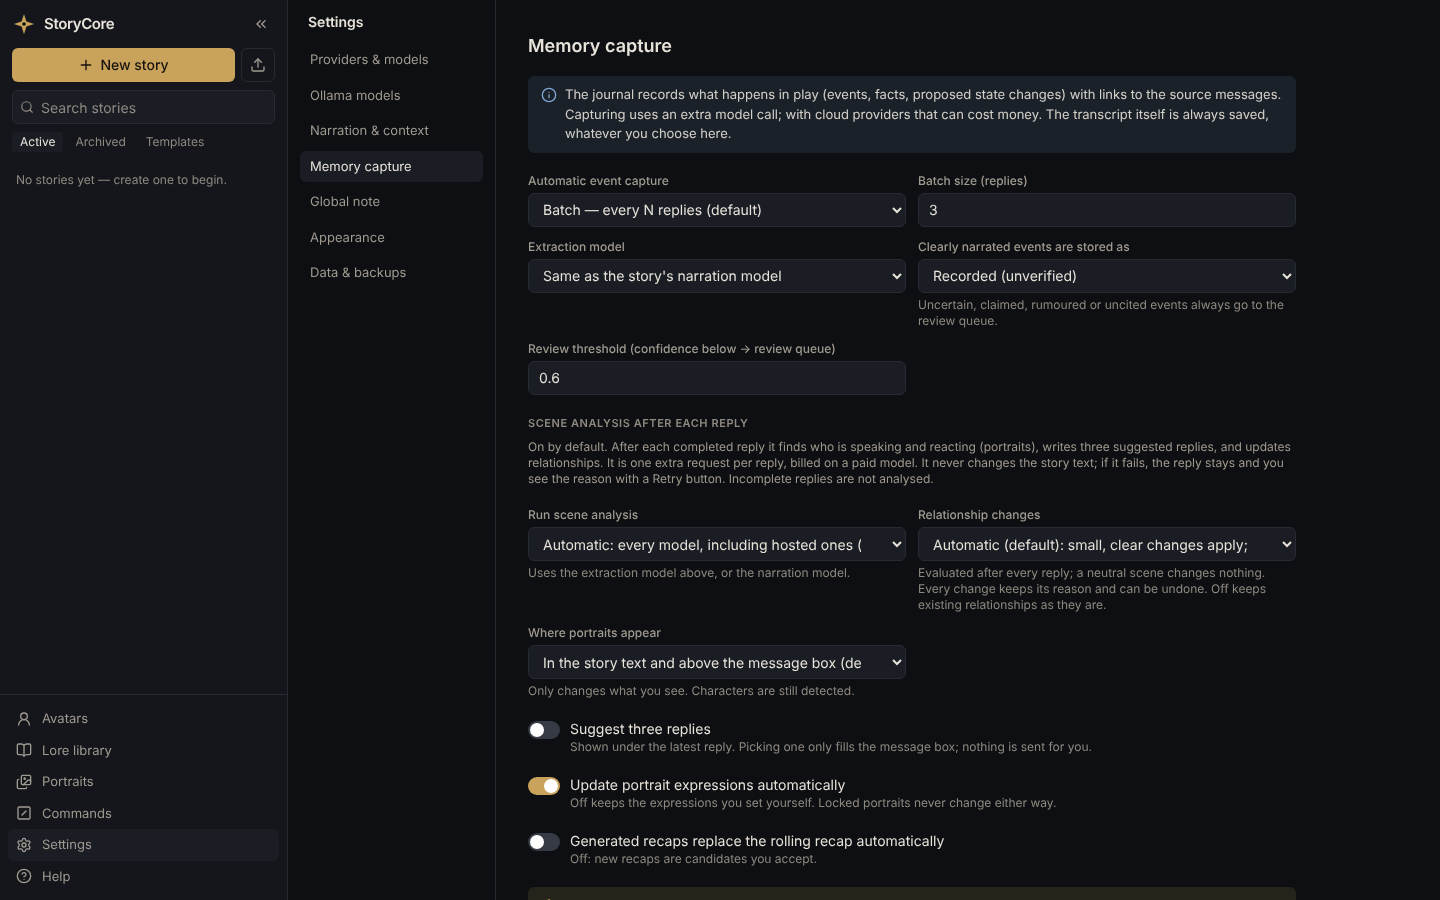 StoryCore
New story
Search stories
Active Archived Templates
No stories yet — create one to begin.
Avatars
Lore library
Portraits
Commands
Settings
Help
Settings
Providers & models
Ollama models
Narration & context
Memory capture
Global note
Appearance
Data & backups
Memory capture
The journal records what happens in play (events, facts, proposed state changes) with links to the source messages.
Capturing uses an extra model call; with cloud providers that can cost money. The transcript itself is always saved,
whatever you choose here.
Automatic event capture
Batch — every N replies (default)
Batch size (replies)
3
Extraction model
Same as the story's narration model
Clearly narrated events are stored as
Recorded (unverified)
Uncertain, claimed, rumoured or uncited events always go to the
review queue.
Review threshold (confidence below → review queue)
0.6
SCENE ANALYSIS AFTER EACH REPLY
On by default. After each completed reply it finds who is speaking and reacting (portraits), writes three suggested replies, and updates
relationships. It is one extra request per reply, billed on a paid model. It never changes the story text; if it fails, the reply stays and you
see the reason with a Retry button. Incomplete replies are not analysed.
Run scene analysis
Automatic: every model, including hosted ones (
Uses the extraction model above, or the narration model.
Relationship changes
Automatic (default): small, clear changes apply;
Evaluated after every reply; a neutral scene changes nothing.
Every change keeps its reason and can be undone. Off keeps
existing relationships as they are.
Where portraits appear
In the story text and above the message box (de
Only changes what you see. Characters are still detected.
Suggest three replies
Shown under the latest reply. Picking one only fills the message box; nothing is sent for you.
Update portrait expressions automatically
Off keeps the expressions you set yourself. Locked portraits never change either way.
Generated recaps replace the rolling recap automatically
Off: new recaps are candidates you accept.